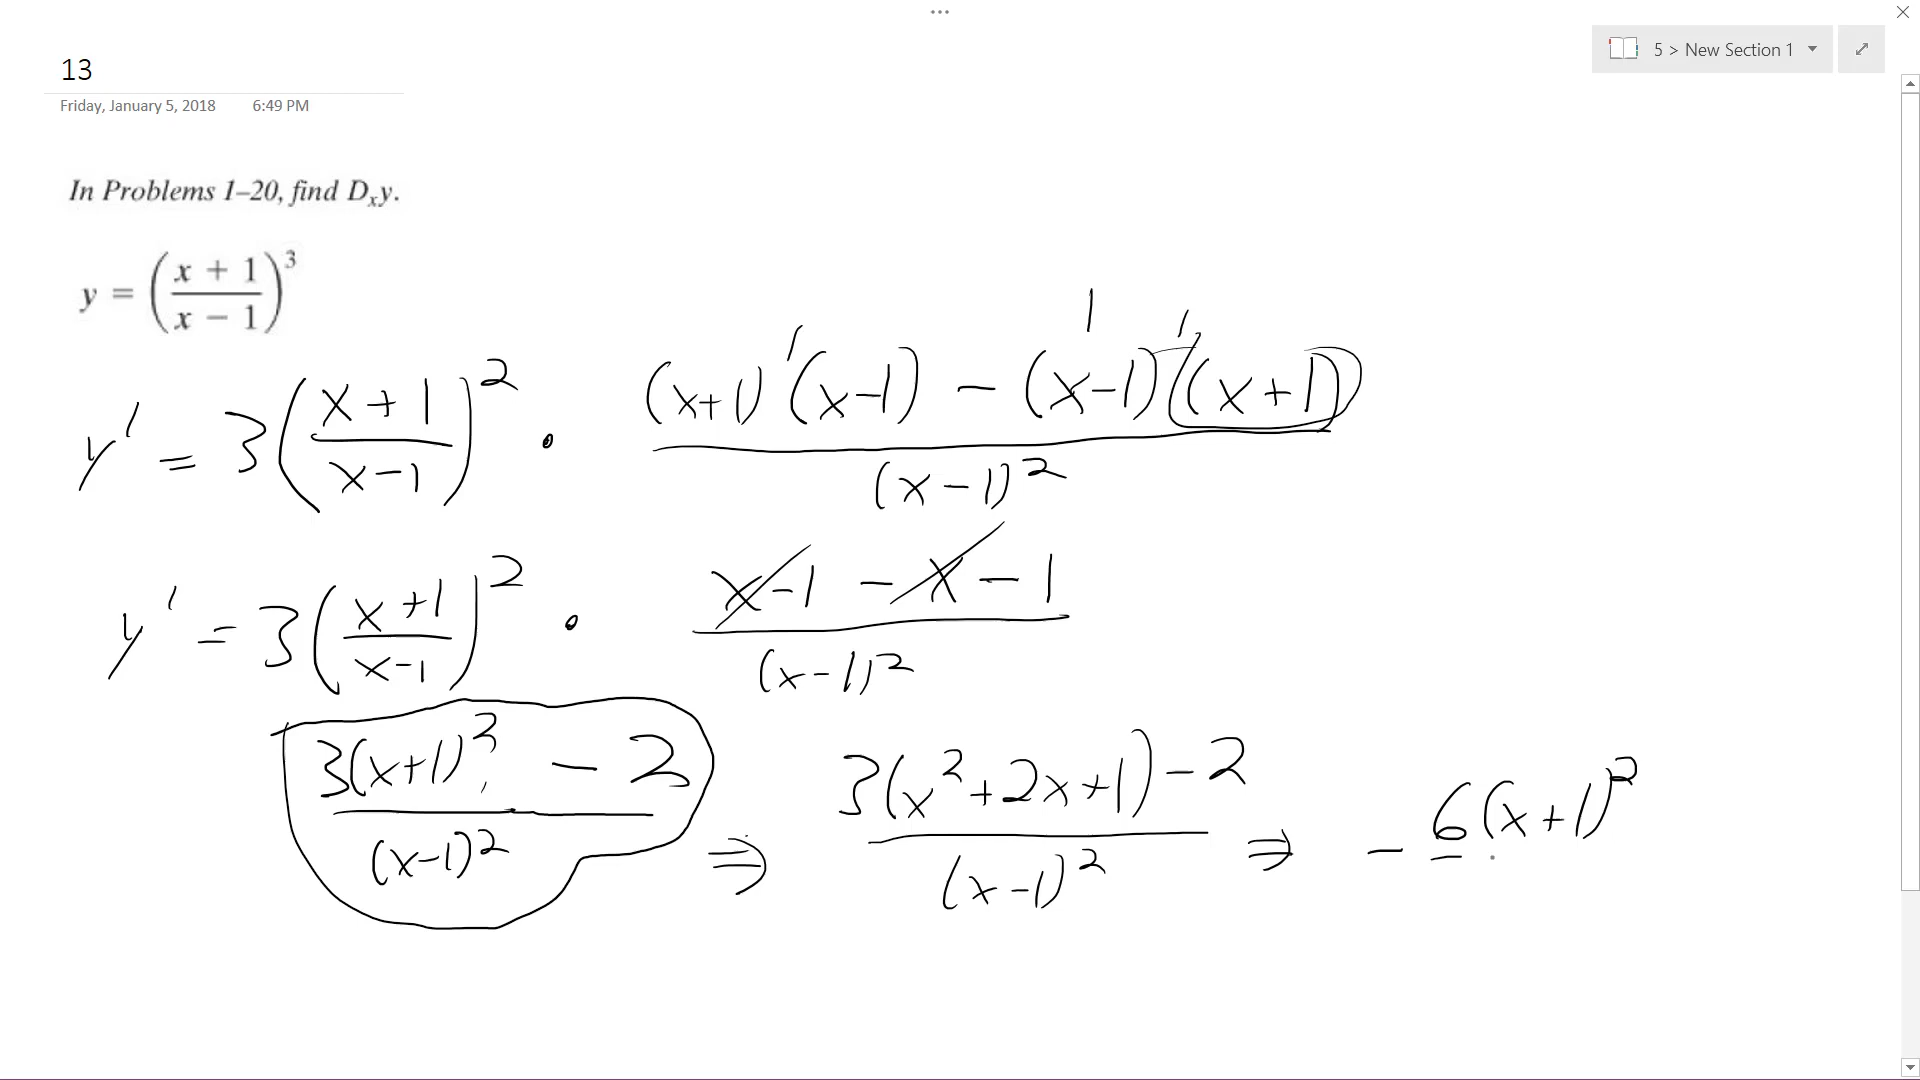 ...
5 > New Section 1
13
Friday, January 5, 2018 6:49 PM
In Problems 1–20, find Dₓy.
y = ((x + 1)/(x − 1))³
y' = 3((x+1)/(x-1))² · ((x+1)'(x-1) - (x-1)'(x+1))/(x-1)²
1
y' = 3((x+1)/(x-1))² · (x-1 - x - 1)/(x-1)²
(3(x+1)² - 2)/(x-1)² ⇒ (3(x²+2x+1) - 2)/(x-1)² ⇒ - 6(x+1)²